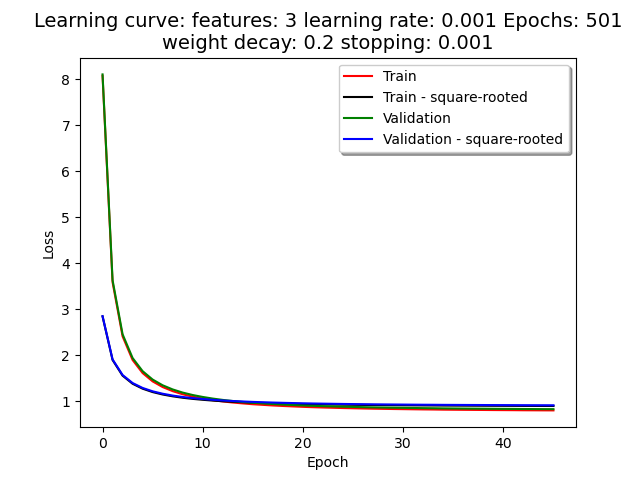 Learning curve: features: 3 learning rate: 0.001 Epochs: 501
weight decay: 0.2 stopping: 0.001
Train
Train - square-rooted
Validation
Validation - square-rooted
Loss
8
7
6
5
4
3
2
1
0 10 20 30 40
Epoch